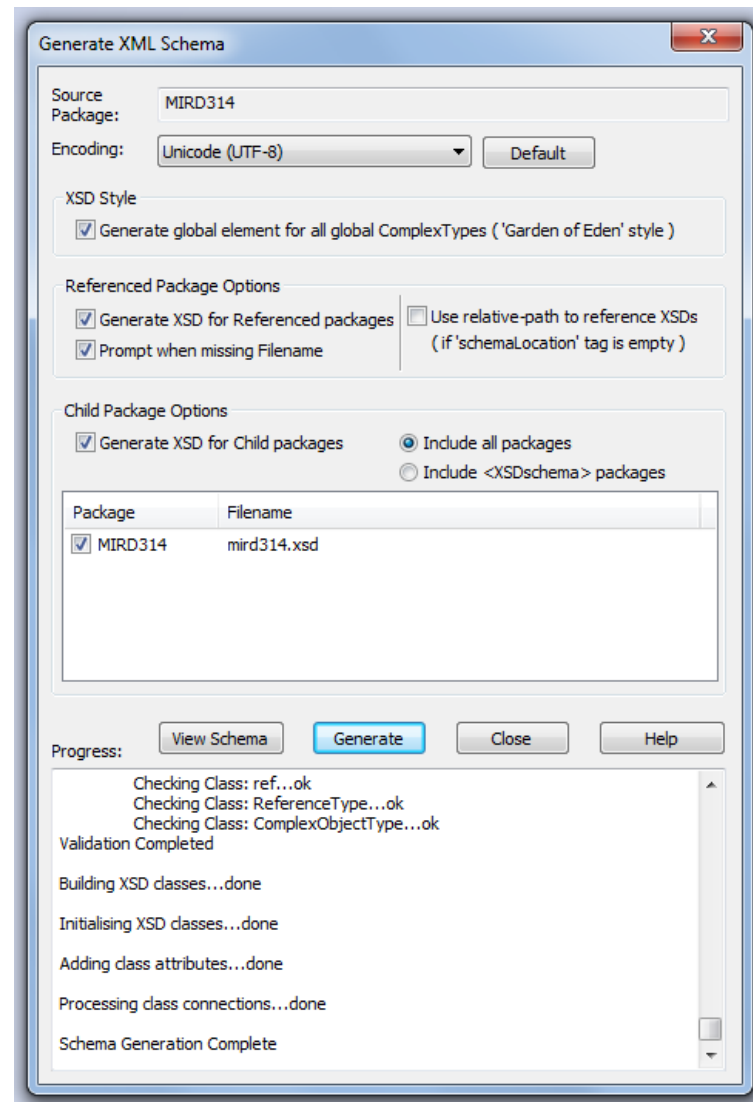 Generate XML Schema
Source
Package:
MIRD314
Encoding:
Unicode (UTF-8)
Default
XSD Style
Generate global element for all global ComplexTypes ( 'Garden of Eden' style )
Referenced Package Options
Generate XSD for Referenced packages
Use relative-path to reference XSDs
( if 'schemaLocation' tag is empty )
Prompt when missing Filename
Child Package Options
Generate XSD for Child packages
Include all packages
Include <XSDschema> packages
Package Filename
MIRD314 mird314.xsd
Progress:
View Schema
Generate
Close
Help
Checking Class: ref...ok
Checking Class: ReferenceType...ok
Checking Class: ComplexObjectType...ok
Validation Completed
Building XSD classes...done
Initialising XSD classes...done
Adding class attributes...done
Processing class connections...done
Schema Generation Complete